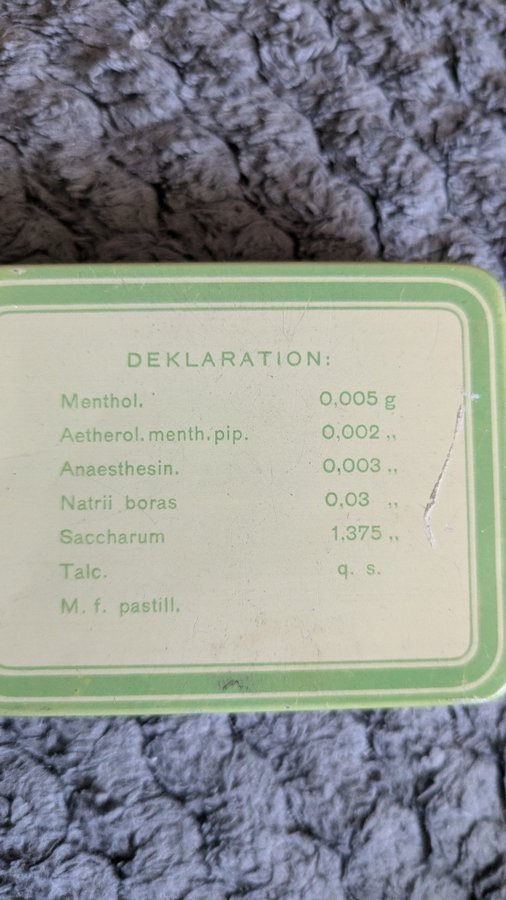 DEKLARATION:
Menthol. 0,005 g
Aetherol. menth. pip. 0,002 „
Anaesthesin. 0,003 „
Natrii boras 0,03 „
Saccharum 1,375 „
Talc. q. s.
M. f. pastill.